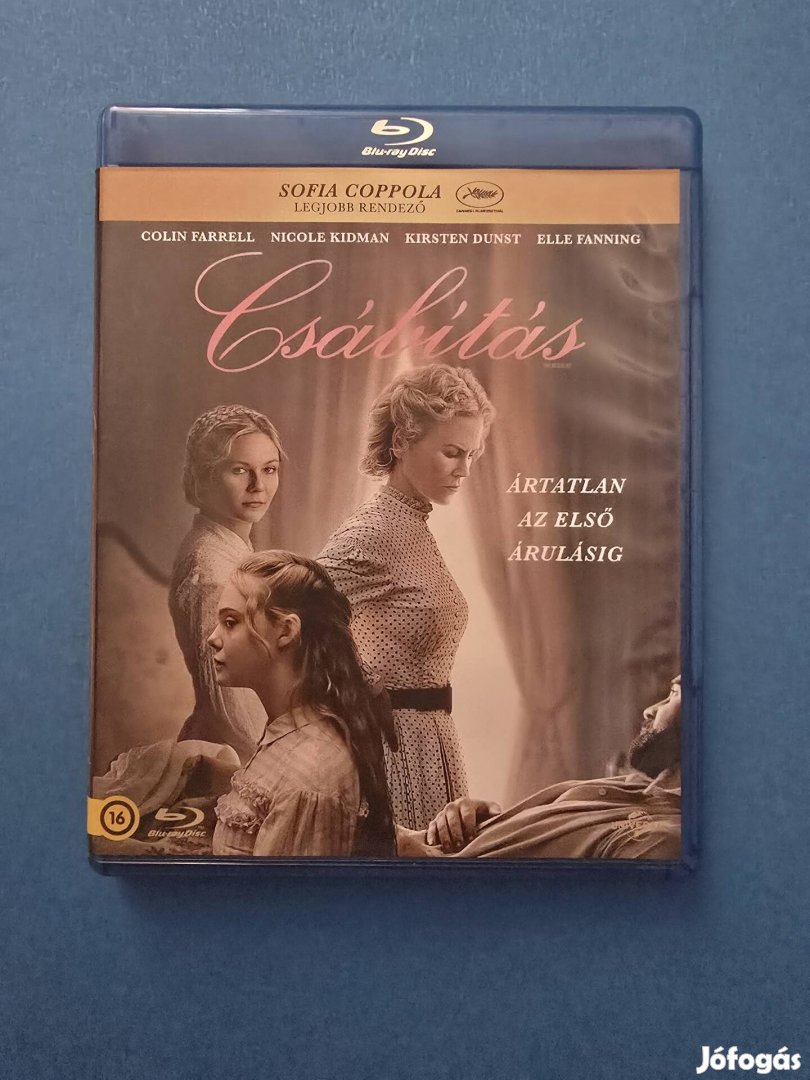 Blu-ray Disc
SOFIA COPPOLA
LEGJOBB RENDEZŐ
COLIN FARRELL NICOLE KIDMAN KIRSTEN DUNST ELLE FANNING
Csábítás
ÁRTATLAN
AZ ELSŐ
ÁRULÁSIG
16
Blu-ray Disc
Jófogás